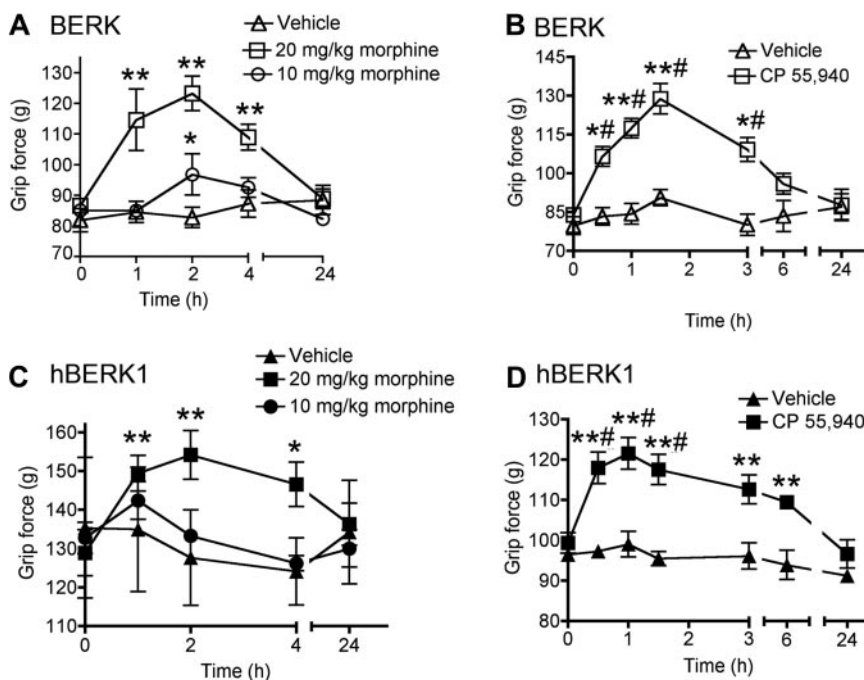 A BERK
Vehicle
20 mg/kg morphine
10 mg/kg morphine
Grip force (g)
130
120
110
100
90
80
70
** ** ** *
0 1 2 4 24
Time (h)
B BERK
Vehicle
CP 55,940
Grip force (g)
145
130
115
100
85
70
*# **# **# *#
0 1 2 3 6 24
Time (h)
C hBERK1
Vehicle
20 mg/kg morphine
10 mg/kg morphine
Grip force (g)
160
150
140
130
120
110
** ** *
0 2 4 24
Time (h)
D hBERK1
Vehicle
CP 55,940
Grip force (g)
130
120
110
100
90
80
**# **# **# ** **
0 1 3 6 24
Time (h)